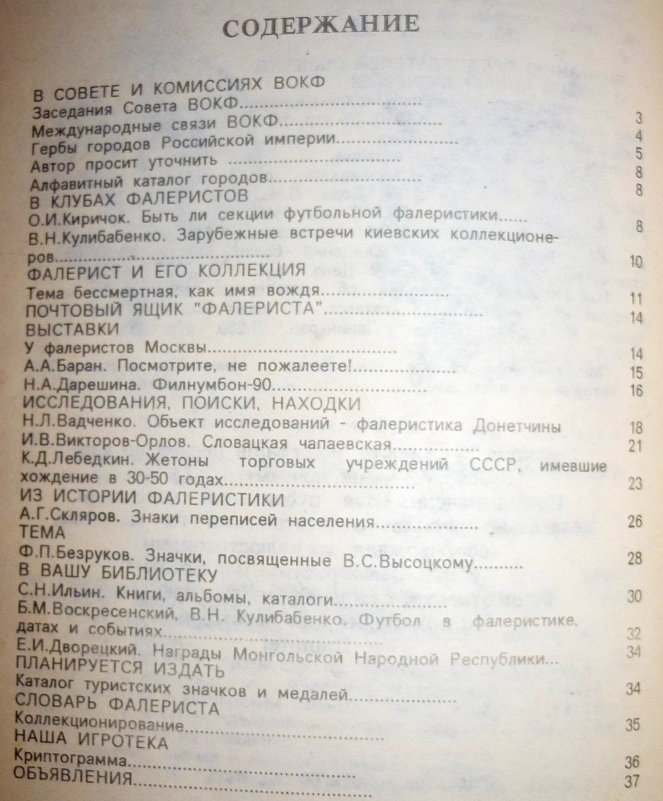 СОДЕРЖАНИЕ
В СОВЕТЕ И КОМИССИЯХ ВОКФ
Заседания Совета ВОКФ.............................. 3
Международные связи ВОКФ........................... 4
Гербы городов Российской империи.................... 5
Автор просит уточнить ............................. 8
Алфавитный каталог городов......................... 8
В КЛУБАХ ФАЛЕРИСТОВ
О.И.Киричок. Быть ли секции футбольной фалеристики...... 8
В.Н.Кулибабенко. Зарубежные встречи киевских коллекционе-
ров.................................... 10
ФАЛЕРИСТ И ЕГО КОЛЛЕКЦИЯ
Тема бессмертная, как имя вождя..................... 11
ПОЧТОВЫЙ ЯЩИК "ФАЛЕРИСТА"....................... 14
ВЫСТАВКИ
У фалеристов Москвы............................ 14
А.А.Баран. Посмотрите, не пожалеете!.................. 15
Н.А.Дарешина. Филнумбон-90......................... 16
ИССЛЕДОВАНИЯ, ПОИСКИ, НАХОДКИ
Н.Л.Вадченко. Объект исследований - фалеристика Донетчины 18
И.В.Викторов-Орлов. Словацкая чапаевская.............. 21
К.Д.Лебедкин. Жетоны торговых учреждений СССР, имевшие
хождение в 30-50 годах............................ 23
ИЗ ИСТОРИИ ФАЛЕРИСТИКИ
А.Г.Скляров. Знаки переписей населения............... 26
ТЕМА
Ф.П.Безруков. Значки, посвященные В.С.Высоцкому.......... 28
В ВАШУ БИБЛИОТЕКУ
С.Н.Ильин. Книги, альбомы, каталоги.................. 30
Б.М.Воскресенский, В.Н. Кулибабенко. Футбол в фалеристике,
датах и событиях................................. 32
Е.И.Дворецкий. Награды Монгольской Народной Республики... 34
ПЛАНИРУЕТСЯ ИЗДАТЬ
Каталог туристских значков и медалей................ 34
СЛОВАРЬ ФАЛЕРИСТА
Коллекционирование............................... 35
НАША ИГРОТЕКА
Криптограмма................................... 36
ОБЪЯВЛЕНИЯ..................................... 37